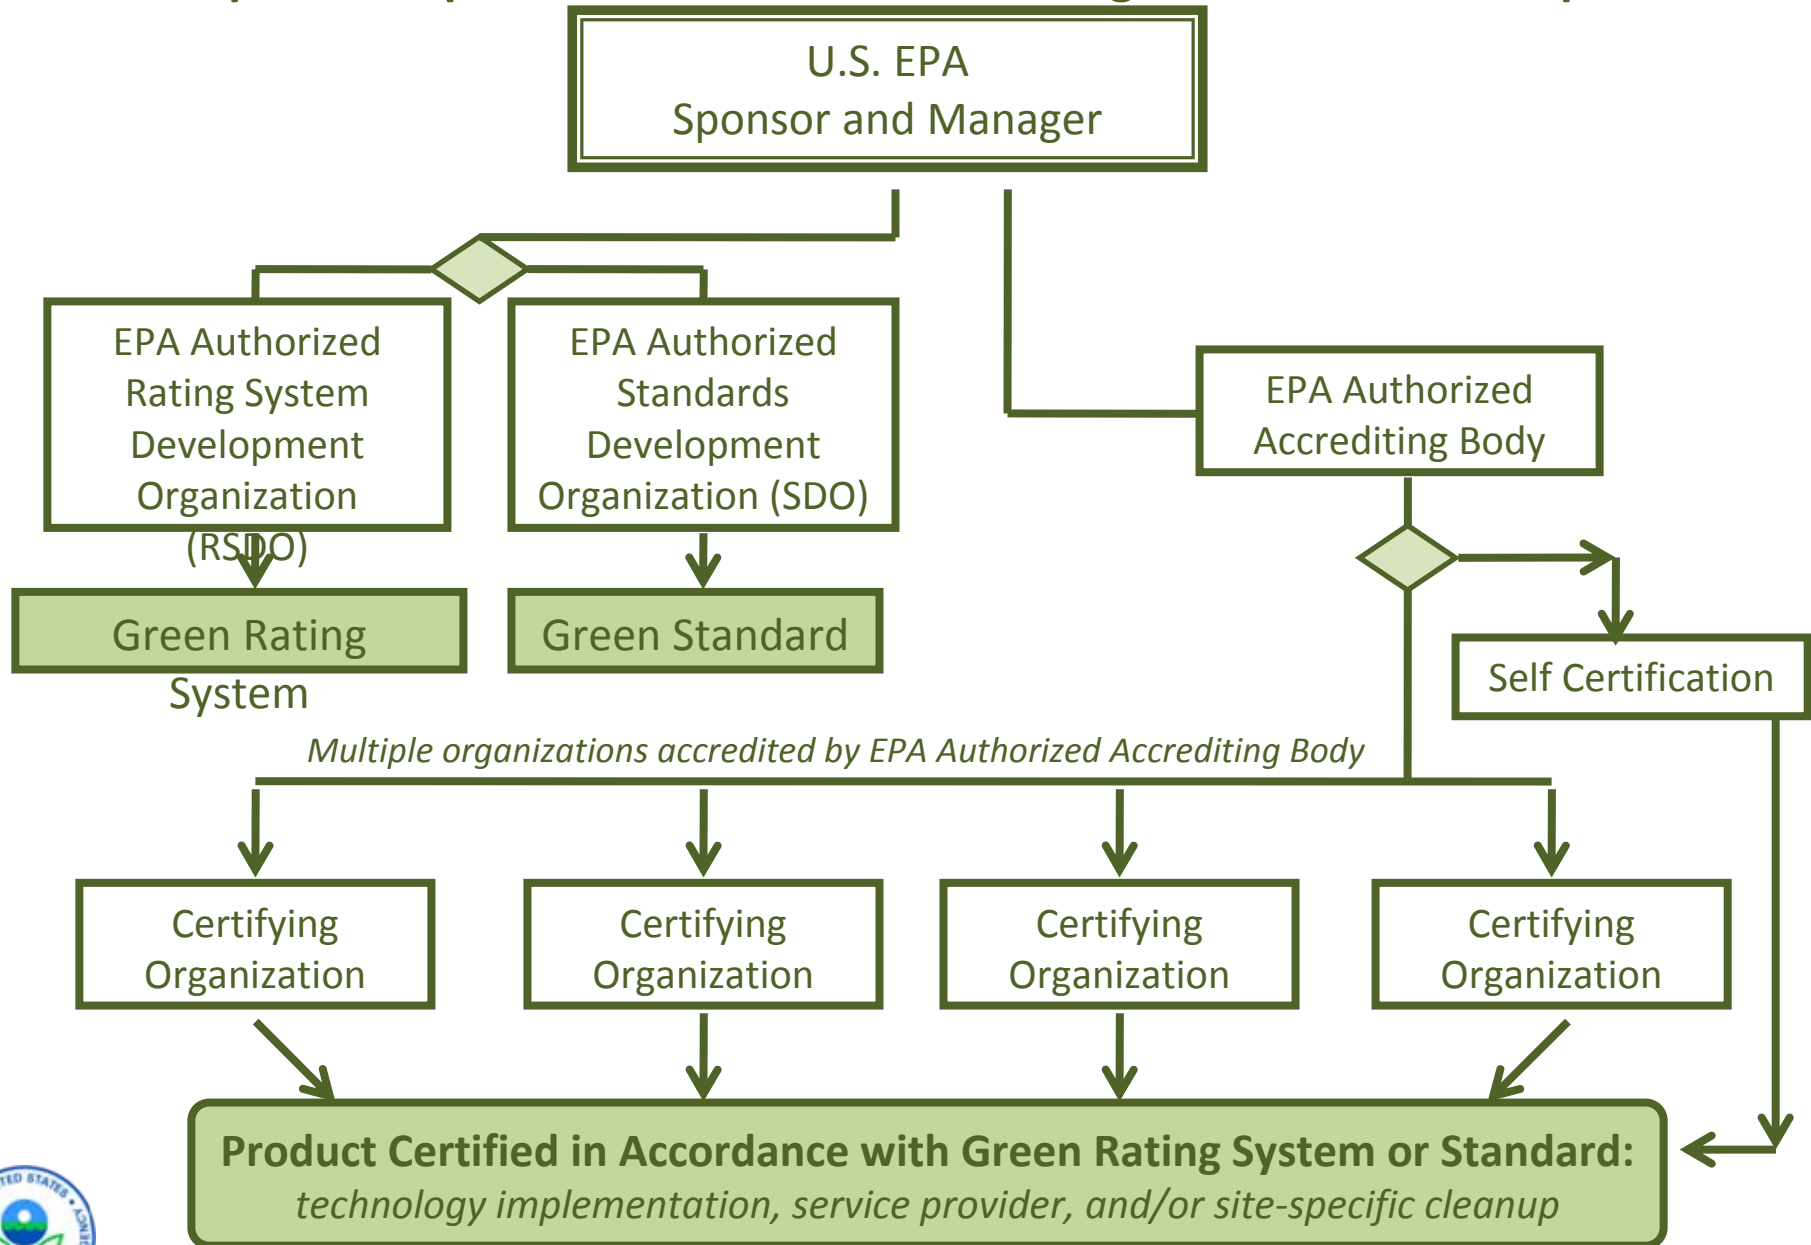 U.S. EPA
Sponsor and Manager
EPA Authorized
Rating System
Development
Organization
(RSDO)
EPA Authorized
Standards
Development
Organization (SDO)
EPA Authorized
Accrediting Body
Green Rating
System
Green Standard
Self Certification
Multiple organizations accredited by EPA Authorized Accrediting Body
Certifying
Organization
Certifying
Organization
Certifying
Organization
Certifying
Organization
Product Certified in Accordance with Green Rating System or Standard:
technology implementation, service provider, and/or site-specific cleanup
STATES